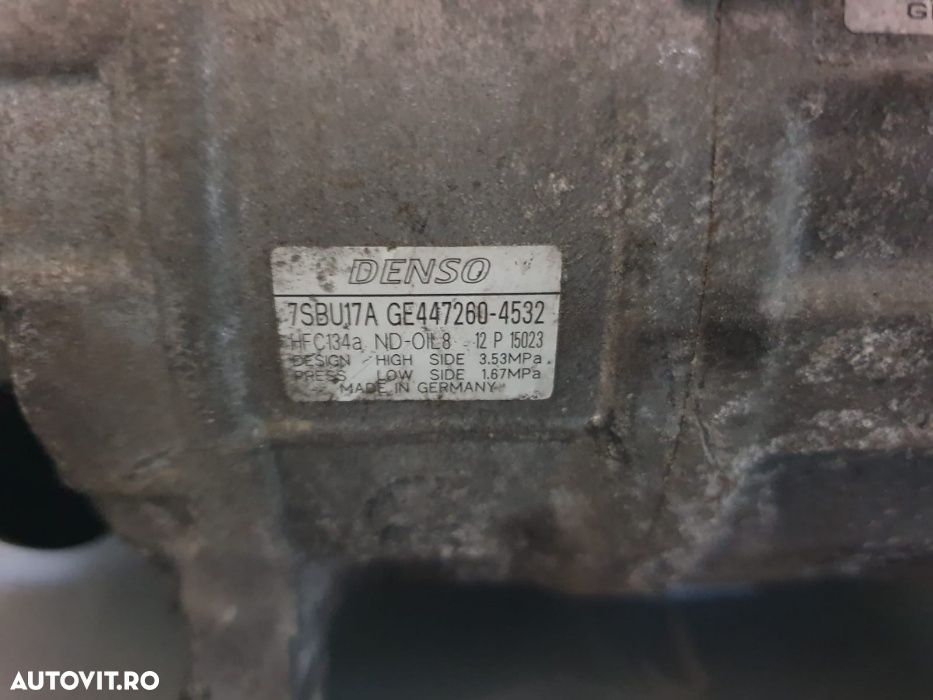 DENSO
7SBU17A GE447260-4532
HFC134a ND-OIL8 12 P 15023
DESIGN / HIGH SIDE 3.53MPa
PRESS LOW SIDE 1.67MPa
MADE IN GERMANY
AUTOVIT.RO